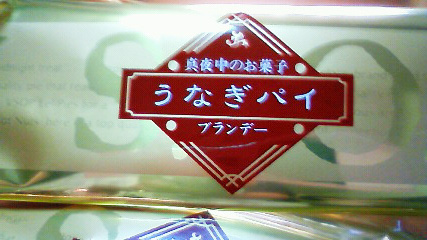 真夜中のお菓子
うなぎパイ
ブランデー